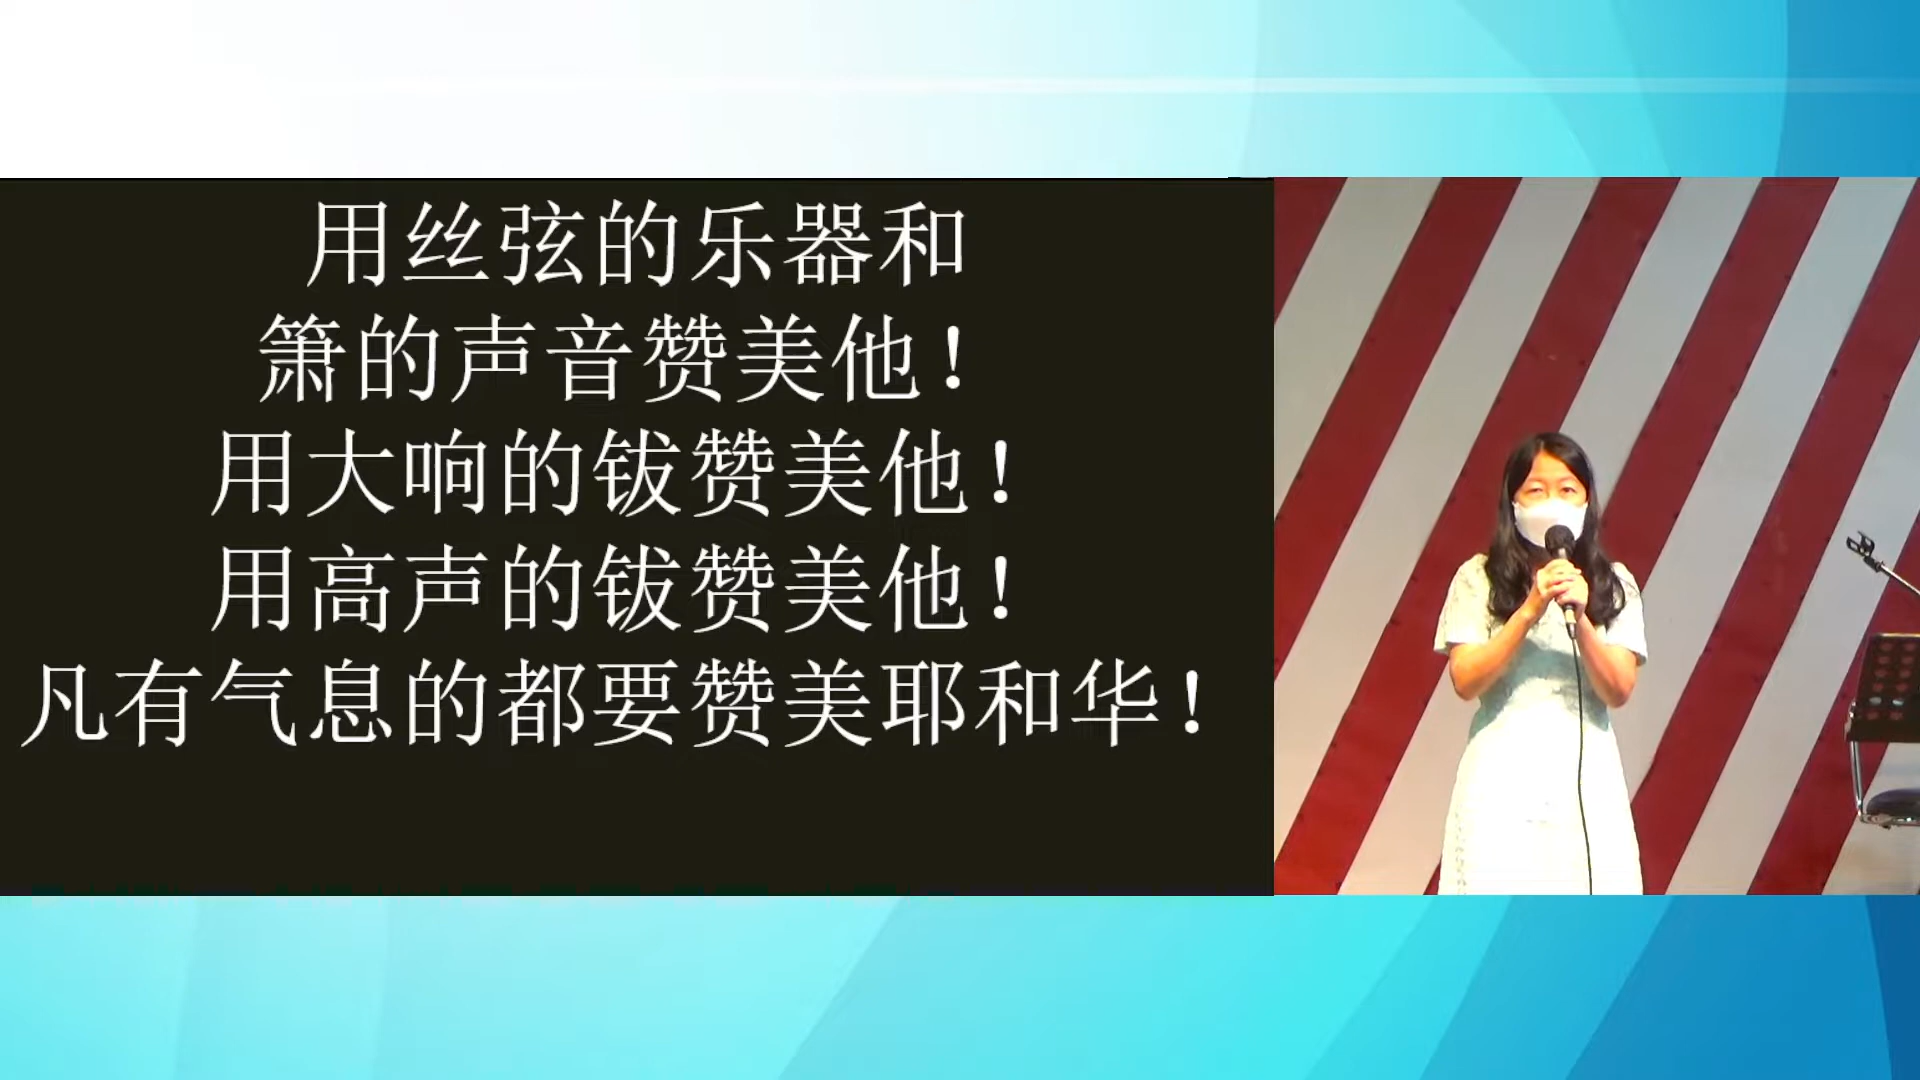 用丝弦的乐器和
箫的声音赞美他！
用大响的钹赞美他！
用高声的钹赞美他！
凡有气息的都要赞美耶和华！